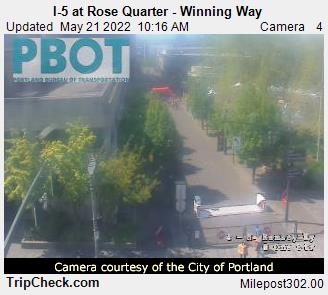 I-5 at Rose Quarter - Winning Way
Updated May 21 2022 10:16 AM Camera 4
PBOT
PORTLAND BUREAU OF TRANSPORTATION
Camera courtesy of the City of Portland
TripCheck.com Milepost302.00